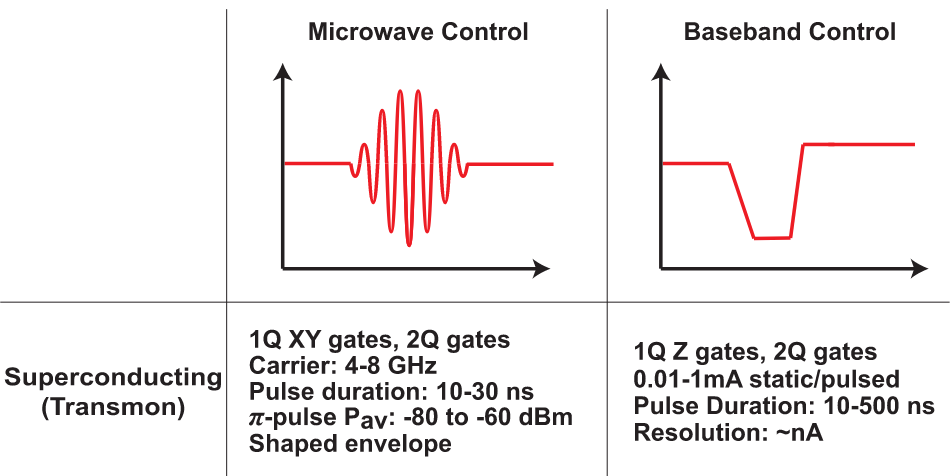 Microwave Control
Baseband Control
Superconducting
(Transmon)
1Q XY gates, 2Q gates
Carrier: 4-8 GHz
Pulse duration: 10-30 ns
π-pulse Pav: -80 to -60 dBm
Shaped envelope
1Q Z gates, 2Q gates
0.01-1mA static/pulsed
Pulse Duration: 10-500 ns
Resolution: ~nA